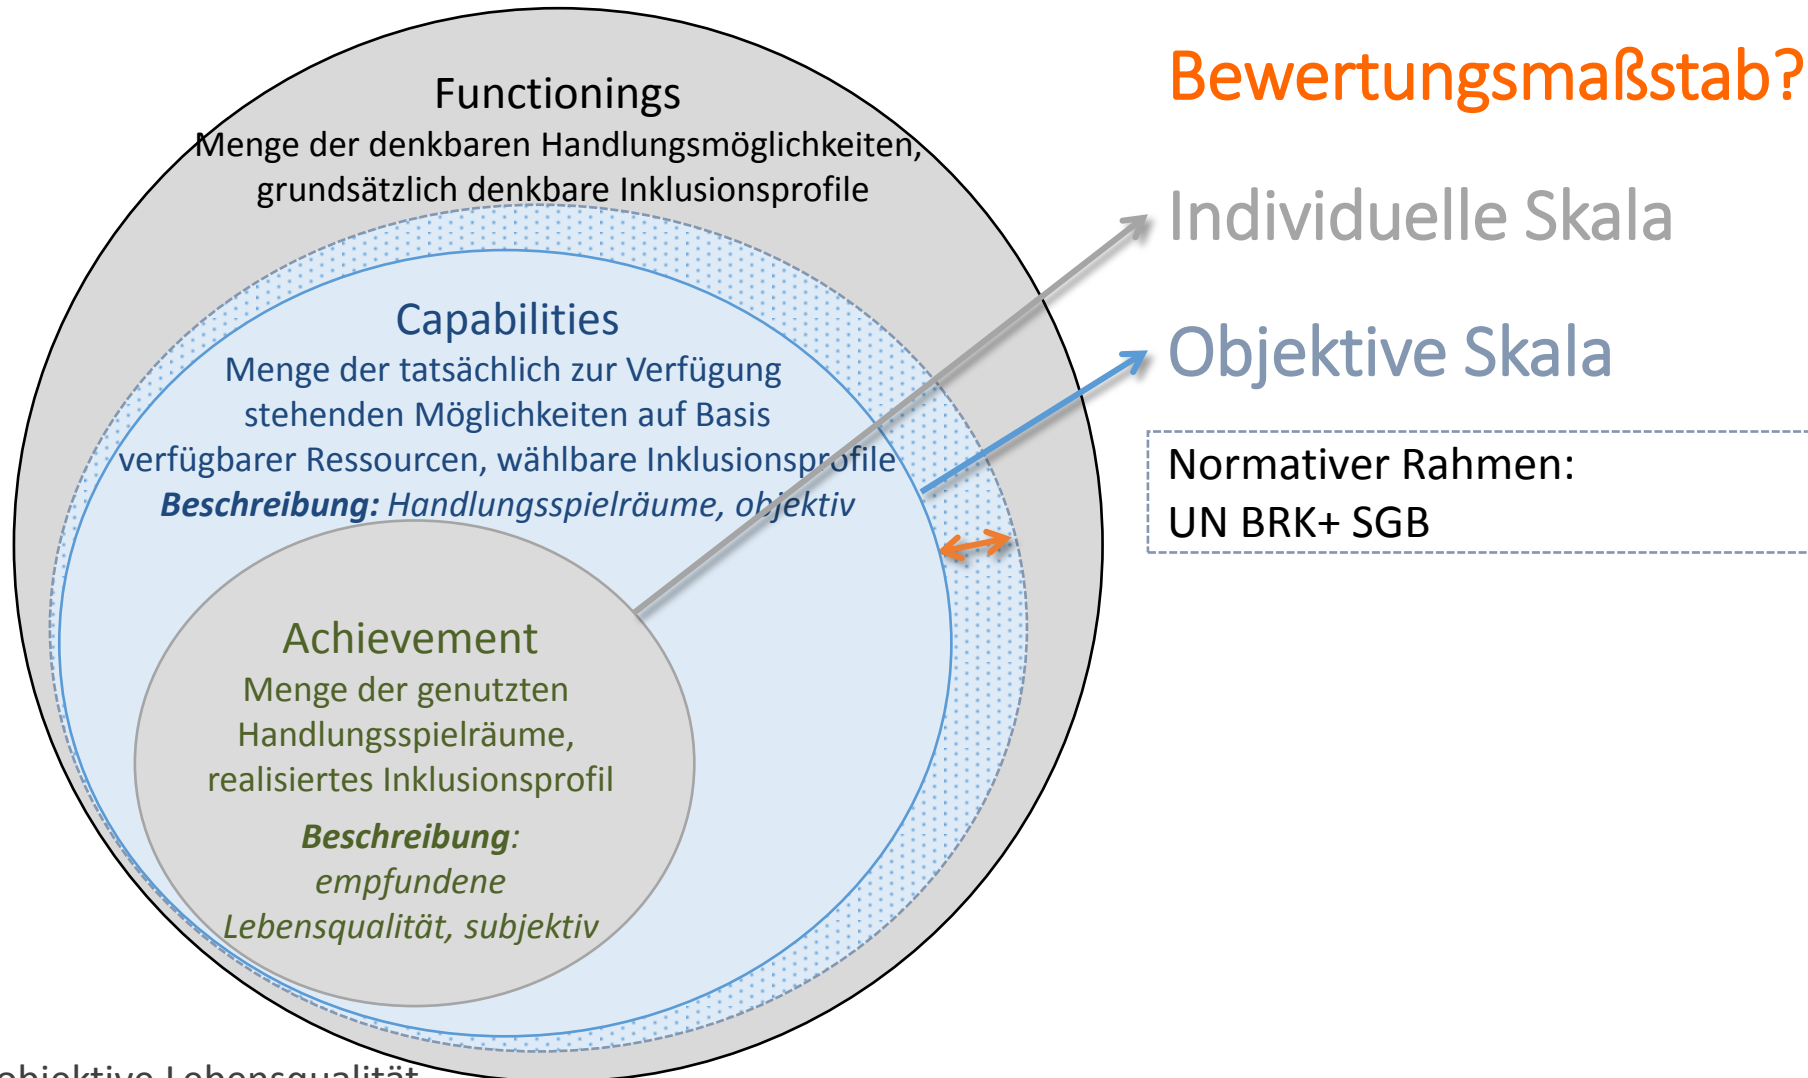 Functionings
Menge der denkbaren Handlungsmöglichkeiten,
grundsätzlich denkbare Inklusionsprofile
Capabilities
Menge der tatsächlich zur Verfügung
stehenden Möglichkeiten auf Basis
verfügbarer Ressourcen, wählbare Inklusionsprofile
Beschreibung: Handlungsspielräume, objektiv
Achievement
Menge der genutzten
Handlungsspielräume,
realisiertes Inklusionsprofil
Beschreibung:
empfundene
Lebensqualität, subjektiv
Bewertungsmaßstab?
Individuelle Skala
Objektive Skala
Normativer Rahmen:
UN BRK+ SGB
objektive Lebensqualität